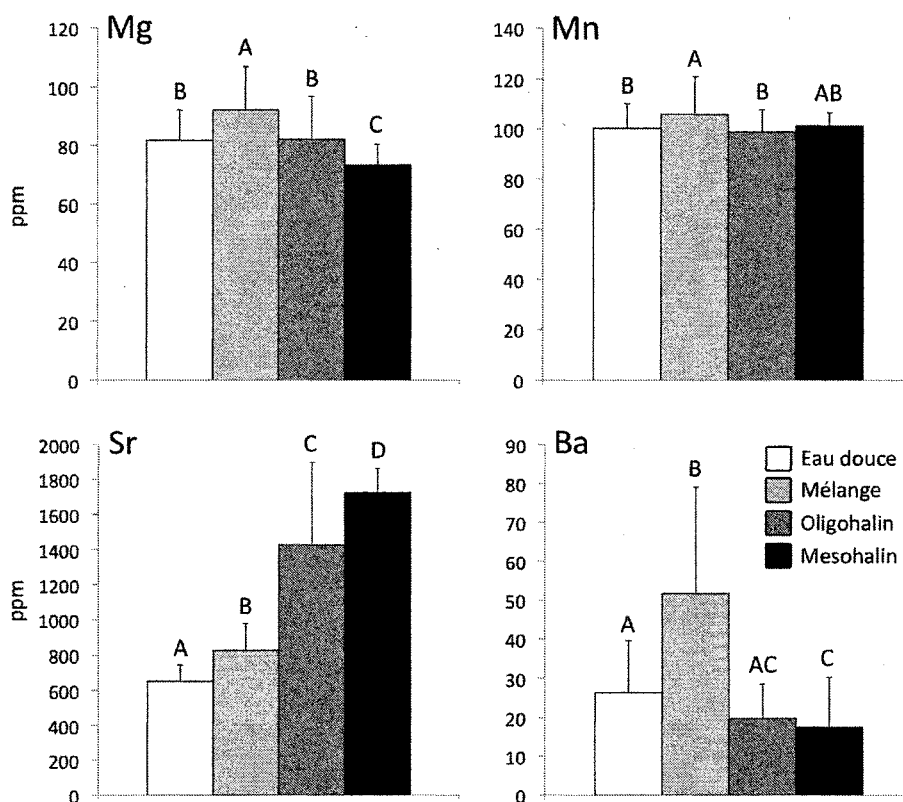 Mg
120
100
80
60
40
20
0
ppm
B
A
B
C
Mn
140
120
100
80
60
40
20
0
B
A
B
AB
Sr
2000
1800
1600
1400
1200
1000
800
600
400
200
0
ppm
A
B
C
D
Ba
90
80
70
60
50
40
30
20
10
0
A
B
AC
C
Eau douce
Mélange
Oligohalin
Mesohalin